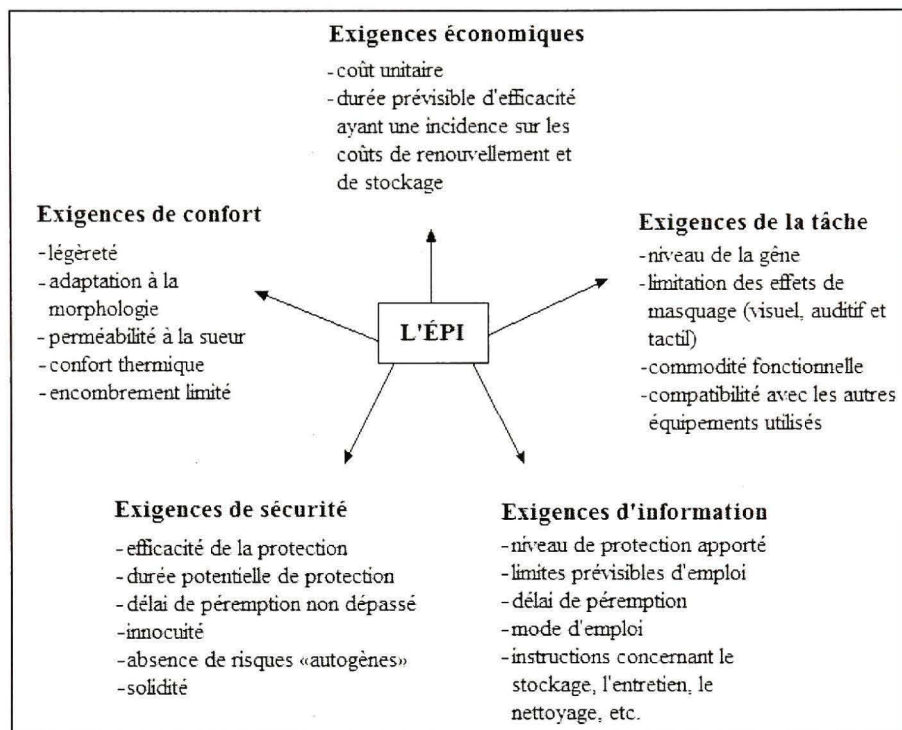 Exigences économiques
-coût unitaire
-durée prévisible d'efficacité
ayant une incidence sur les
coûts de renouvellement et
de stockage
Exigences de confort
-légèreté
-adaptation à la
morphologie
-perméabilité à la sueur
-confort thermique
-encombrement limité
L'ÉPI
Exigences de la tâche
-niveau de la gêne
-limitation des effets de
masquage (visuel, auditif et
tactil)
-commodité fonctionnelle
-compatibilité avec les autres
équipements utilisés
Exigences de sécurité
-efficacité de la protection
-durée potentielle de protection
-délai de péremption non dépassé
-innocuité
-absence de risques «autogènes»
-solidité
Exigences d'information
-niveau de protection apporté
-limites prévisibles d'emploi
-délai de péremption
-mode d'emploi
-instructions concernant le
stockage, l'entretien, le
nettoyage, etc.